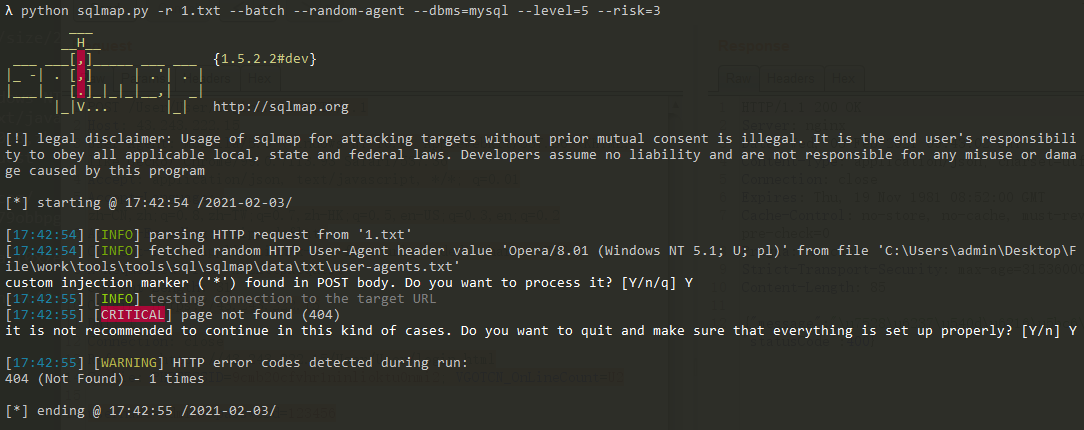 λ python sqlmap.py -r 1.txt --batch --random-agent --dbms=mysql --level=5 --risk=3
        ___
       __H__
 ___ ___[,]_____ ___ ___  {1.5.2.2#dev}
|_ -| . [,]     | .'| . |
|___|_  [.]_|_|_|__,|  _|
      |_|V...       |_|   http://sqlmap.org
[!] legal disclaimer: Usage of sqlmap for attacking targets without prior mutual consent is illegal. It is the end user's responsibili
ty to obey all applicable local, state and federal laws. Developers assume no liability and are not responsible for any misuse or dama
ge caused by this program
[*] starting @ 17:42:54 /2021-02-03/
[17:42:54] [INFO] parsing HTTP request from '1.txt'
[17:42:54] [INFO] fetched random HTTP User-Agent header value 'Opera/8.01 (Windows NT 5.1; U; pl)' from file 'C:\Users\admin\Desktop\F
ile\work\tools\tools\sql\sqlmap\data\txt\user-agents.txt'
custom injection marker ('*') found in POST body. Do you want to process it? [Y/n/q] Y
[17:42:55] [INFO] testing connection to the target URL
[17:42:55] [CRITICAL] page not found (404)
it is not recommended to continue in this kind of cases. Do you want to quit and make sure that everything is set up properly? [Y/n] Y
[17:42:55] [WARNING] HTTP error codes detected during run:
404 (Not Found) - 1 times
[*] ending @ 17:42:55 /2021-02-03/